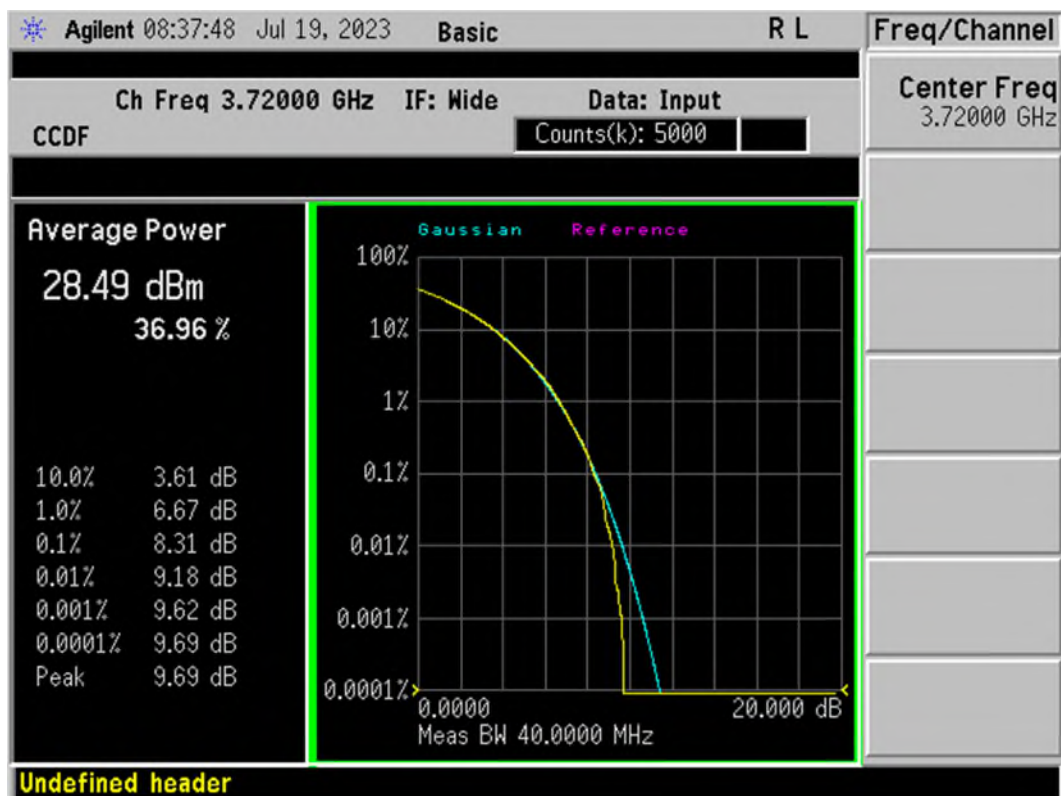 Agilent 08:37:48 Jul 19, 2023 Basic R L
Freq/Channel
Ch Freq 3.72000 GHz IF: Wide Data: Input
CCDF Counts(k): 5000
Center Freq
3.72000 GHz
Average Power
28.49 dBm
36.96 %
10.0% 3.61 dB
1.0% 6.67 dB
0.1% 8.31 dB
0.01% 9.18 dB
0.001% 9.62 dB
0.0001% 9.69 dB
Peak 9.69 dB
Gaussian Reference
100%
10%
1%
0.1%
0.01%
0.001%
0.0001%
0.0000 20.000 dB
Meas BW 40.0000 MHz
Undefined header